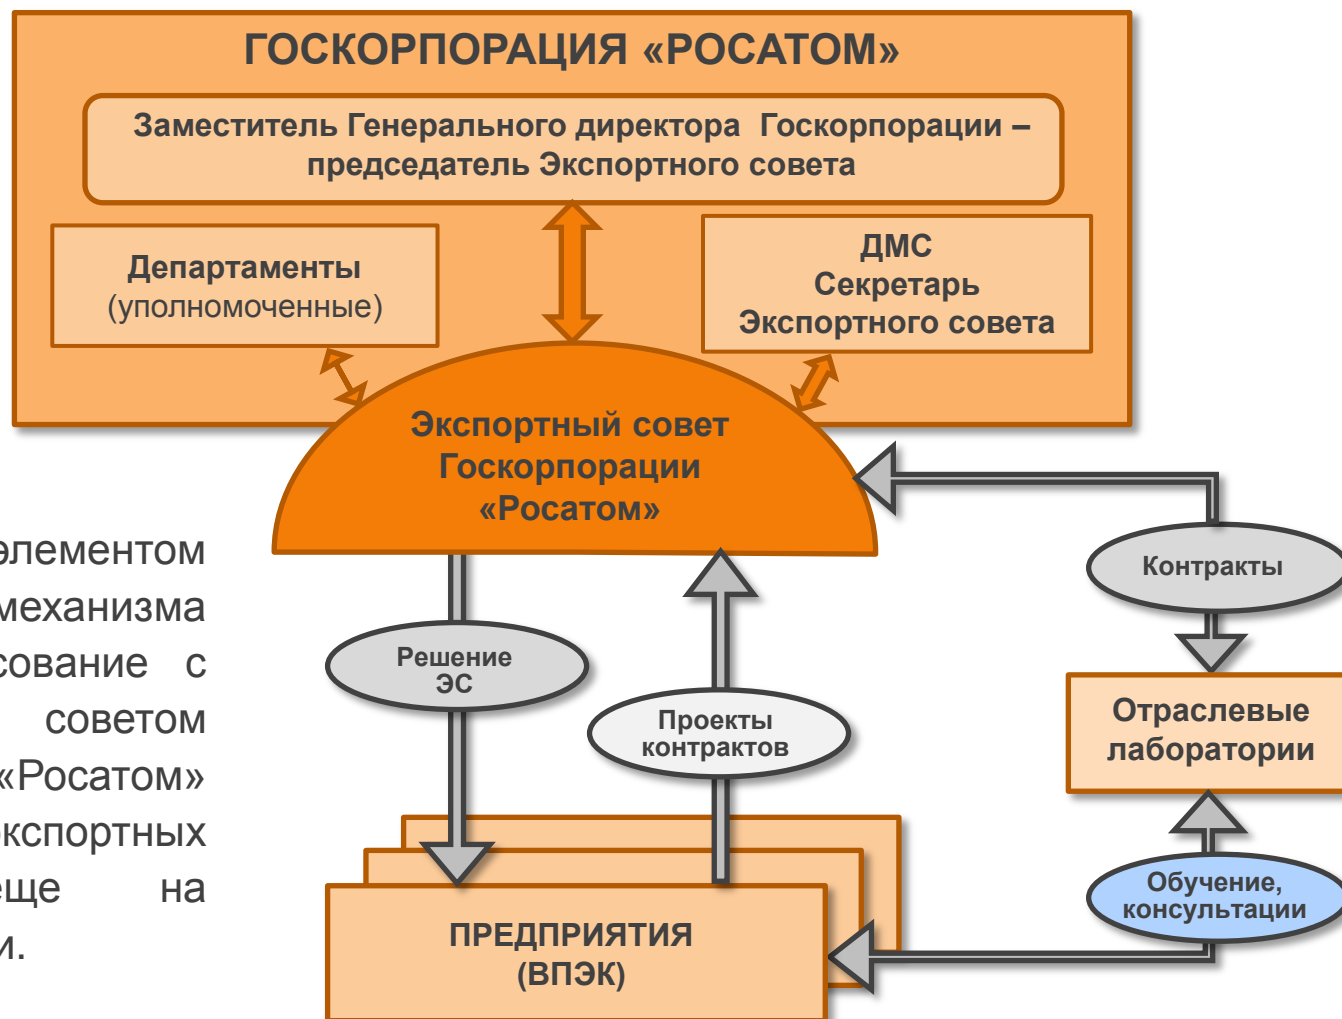 ГОСКОРПОРАЦИЯ «РОСАТОМ»
Заместитель Генерального директора Госкорпорации –
председатель Экспортного совета
Департаменты
(уполномоченные)
ДМС
Секретарь
Экспортного совета
Экспортный совет
Госкорпорации
«Росатом»
элементом
механизма
сование с
советом
«Росатом»
экспортных
еще на
и.
Контракты
Решение
ЭС
Проекты
контрактов
Отраслевые
лаборатории
Обучение,
консультации
ПРЕДПРИЯТИЯ
(ВПЭК)